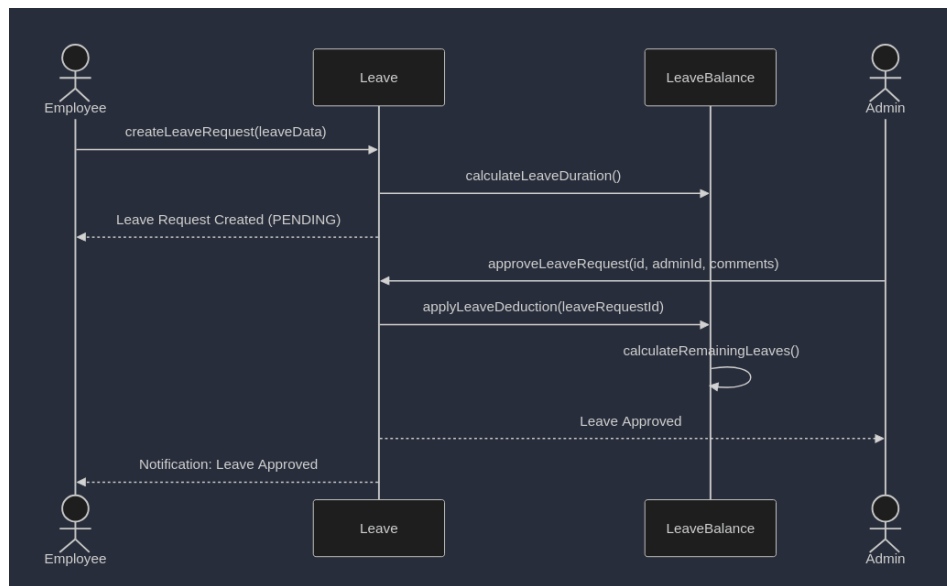 Leave
LeaveBalance
Employee
Admin
createLeaveRequest(leaveData)
calculateLeaveDuration()
Leave Request Created (PENDING)
approveLeaveRequest(id, adminId, comments)
applyLeaveDeduction(leaveRequestId)
calculateRemainingLeaves()
Leave Approved
Notification: Leave Approved
Leave
LeaveBalance
Employee
Admin